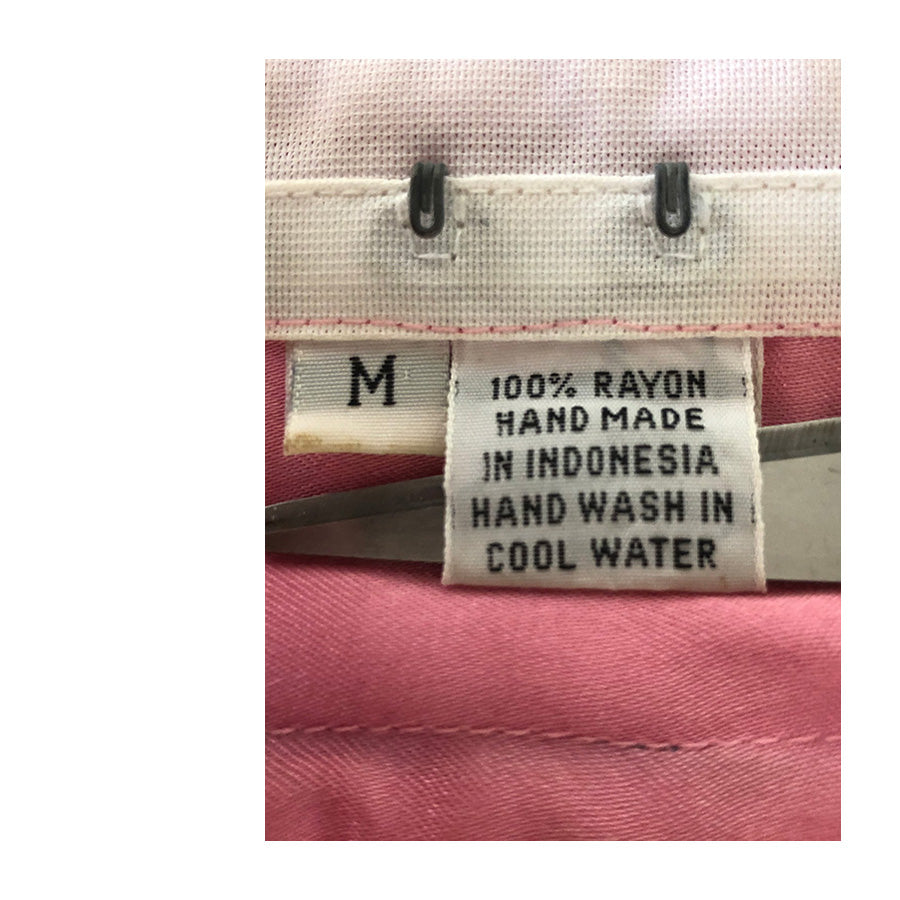 M
100% RAYON
HAND MADE
IN INDONESIA
HAND WASH IN
COOL WATER